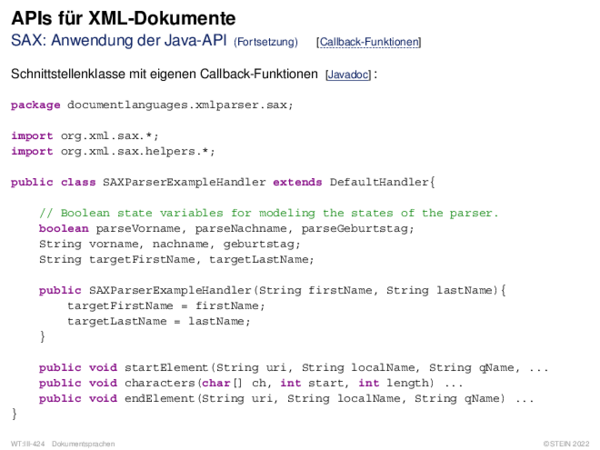 APIs für XML-Dokumente
SAX: Anwendung der Java-API (Fortsetzung) [Callback-Funktionen]
Schnittstellenklasse mit eigenen Callback-Funktionen [Javadoc] :
package documentlanguages.xmlparser.sax;
import org.xml.sax.*;
import org.xml.sax.helpers.*;
public class SAXParserExampleHandler extends DefaultHandler{
// Boolean state variables for modeling the states of the parser.
boolean parseVorname, parseNachname, parseGeburtstag;
String vorname, nachname, geburtstag;
String targetFirstName, targetLastName;
public SAXParserExampleHandler(String firstName, String lastName){
targetFirstName = firstName;
targetLastName = lastName;
}
public void startElement(String uri, String localName, String qName, ...
public void characters(char[] ch, int start, int length) ...
public void endElement(String uri, String localName, String qName) ...
}
WT:III-424 Dokumentsprachen ©STEIN 2022